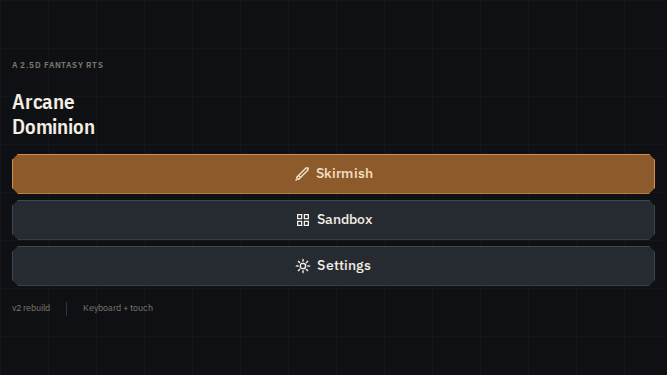 A 2.5D FANTASY RTS
Arcane
Dominion
Skirmish
Sandbox
Settings
v2 rebuild
Keyboard + touch